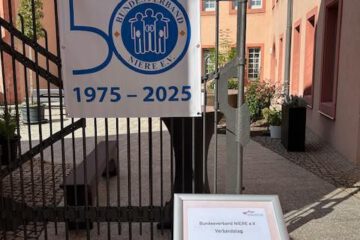 50
BUNDESVERBAND
NIERE E.V.
1975 – 2025
Bundesverband NIERE e.V.
Verbandstag